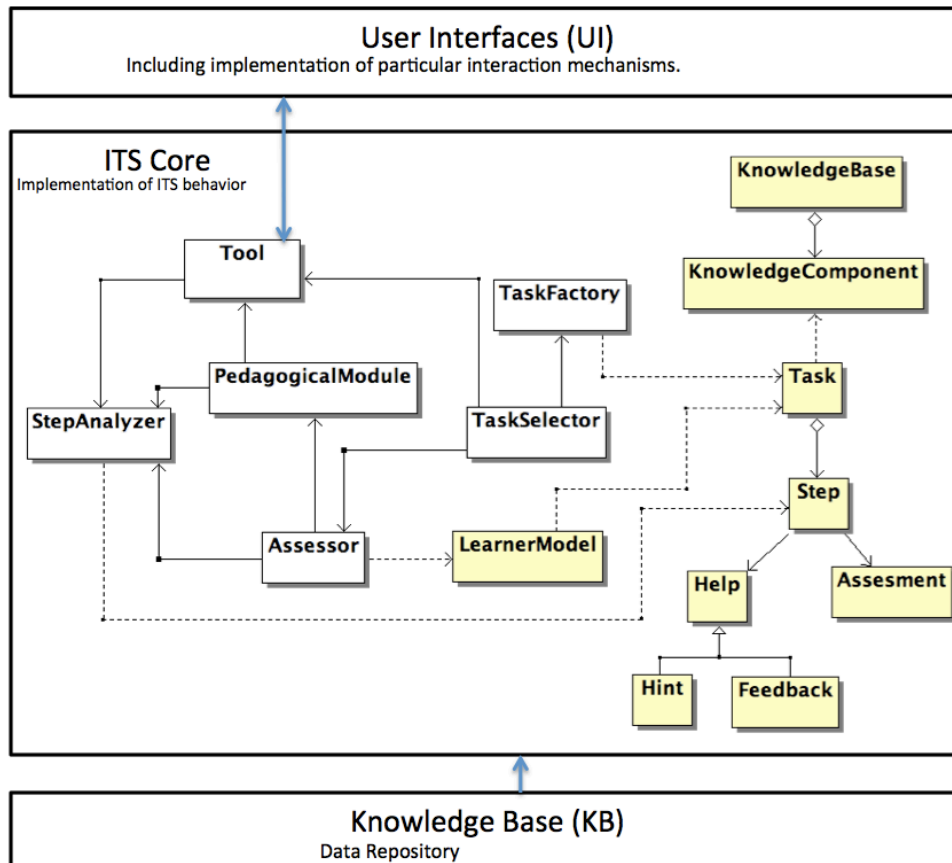 User Interfaces (UI)
Including implementation of particular interaction mechanisms.
ITS Core
Implementation of ITS behavior
KnowledgeBase
Tool
KnowledgeComponent
TaskFactory
PedagogicalModule
Task
StepAnalyzer
TaskSelector
Step
Assessor
LearnerModel
Help
Assesment
Hint
Feedback
Knowledge Base (KB)
Data Repository